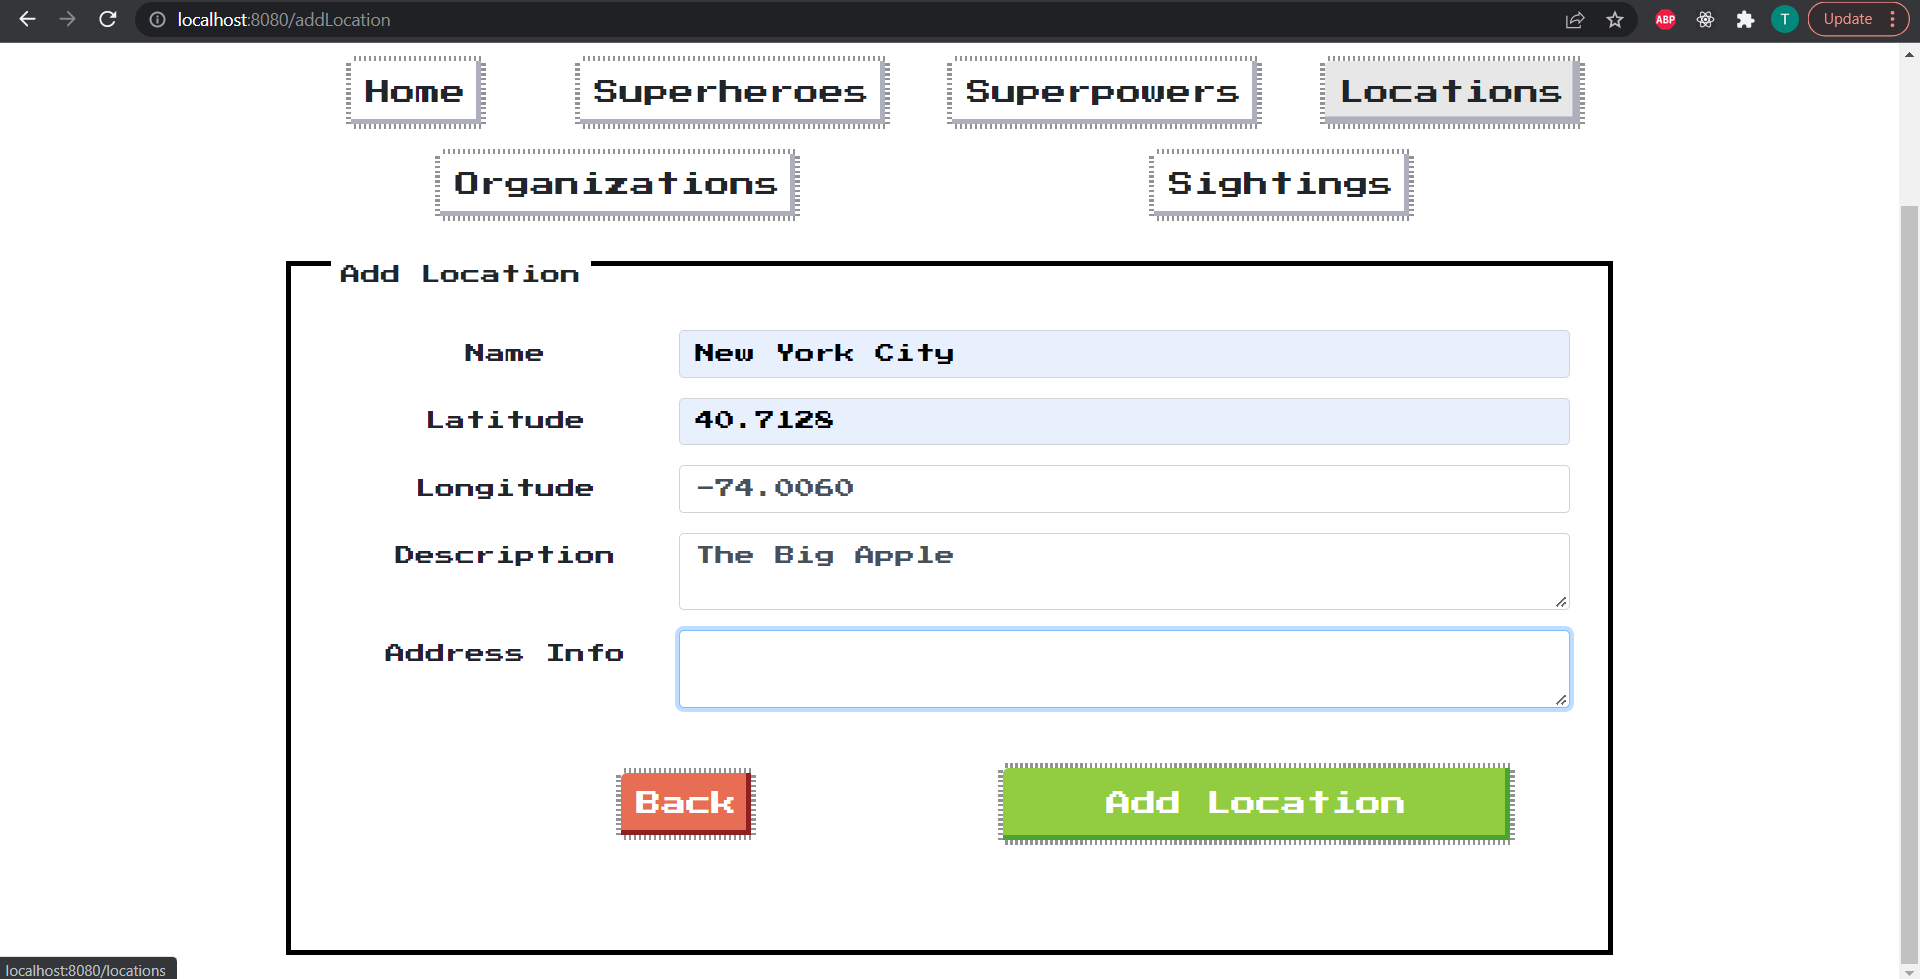 localhost:8080/addLocation
ABP
T
Update
Home
Superheroes
Superpowers
Locations
Organizations
Sightings
Add Location
Name
New York City
Latitude
40.7128
Longitude
-74.0060
Description
The Big Apple
Address Info
Back
Add Location
localhost:8080/locations